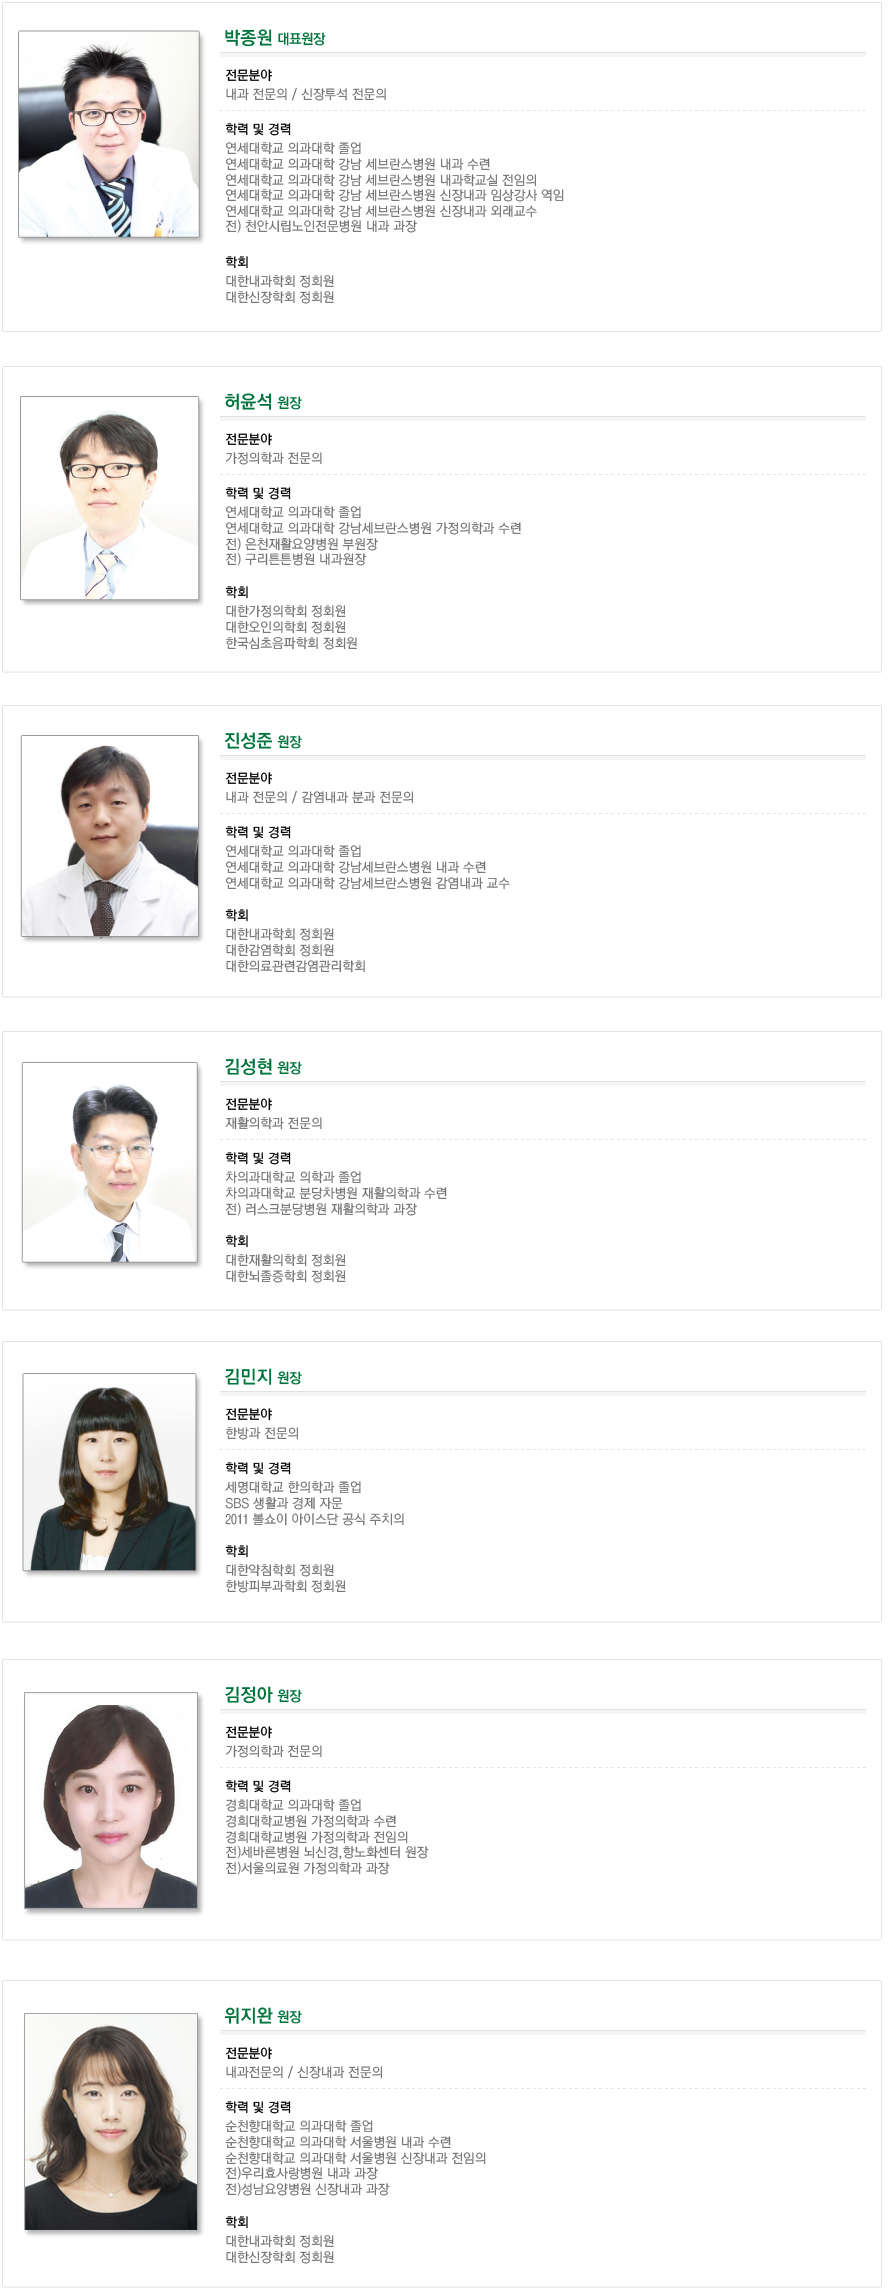 박종원 대표원장
전문분야
내과 전문의 / 신장투석 전문의
학력 및 경력
연세대학교 의과대학 졸업
연세대학교 의과대학 강남 세브란스병원 내과 수련
연세대학교 의과대학 강남 세브란스병원 내과학교실 전임의
연세대학교 의과대학 강남 세브란스병원 신장내과 임상강사 역임
연세대학교 의과대학 강남 세브란스병원 신장내과 외래교수
전) 천안시립노인전문병원 내과 과장
학회
대한내과학회 정회원
대한신장학회 정회원
허윤석 원장
전문분야
가정의학과 전문의
학력 및 경력
연세대학교 의과대학 졸업
연세대학교 의과대학 강남세브란스병원 가정의학과 수련
전) 은천재활요양병원 부원장
전) 구리튼튼병원 내과원장
학회
대한가정의학회 정회원
대한오인의학회 정회원
한국심초음파학회 정회원
진성준 원장
전문분야
내과 전문의 / 감염내과 분과 전문의
학력 및 경력
연세대학교 의과대학 졸업
연세대학교 의과대학 강남세브란스병원 내과 수련
연세대학교 의과대학 강남세브란스병원 감염내과 교수
학회
대한내과학회 정회원
대한감염학회 정회원
대한의료관련감염관리학회
김성현 원장
전문분야
재활의학과 전문의
학력 및 경력
차의과대학교 의학과 졸업
차의과대학교 분당차병원 재활의학과 수련
전) 러스크분당병원 재활의학과 과장
학회
대한재활의학회 정회원
대한뇌졸증학회 정회원
김민지 원장
전문분야
한방과 전문의
학력 및 경력
세명대학교 한의학과 졸업
SBS 생활과 경제 자문
2011 볼쇼이 아이스단 공식 주치의
학회
대한약침학회 정회원
한방피부과학회 정회원
김정아 원장
전문분야
가정의학과 전문의
학력 및 경력
경희대학교 의과대학 졸업
경희대학교병원 가정의학과 수련
경희대학교병원 가정의학과 전임의
전)세바른병원 뇌신경,항노화센터 원장
전)서울의료원 가정의학과 과장
위지완 원장
전문분야
내과전문의 / 신장내과 전문의
학력 및 경력
순천향대학교 의과대학 졸업
순천향대학교 의과대학 서울병원 내과 수련
순천향대학교 의과대학 서울병원 신장내과 전임의
전)우리효사랑병원 내과 과장
전)성남요양병원 신장내과 과장
학회
대한내과학회 정회원
대한신장학회 정회원